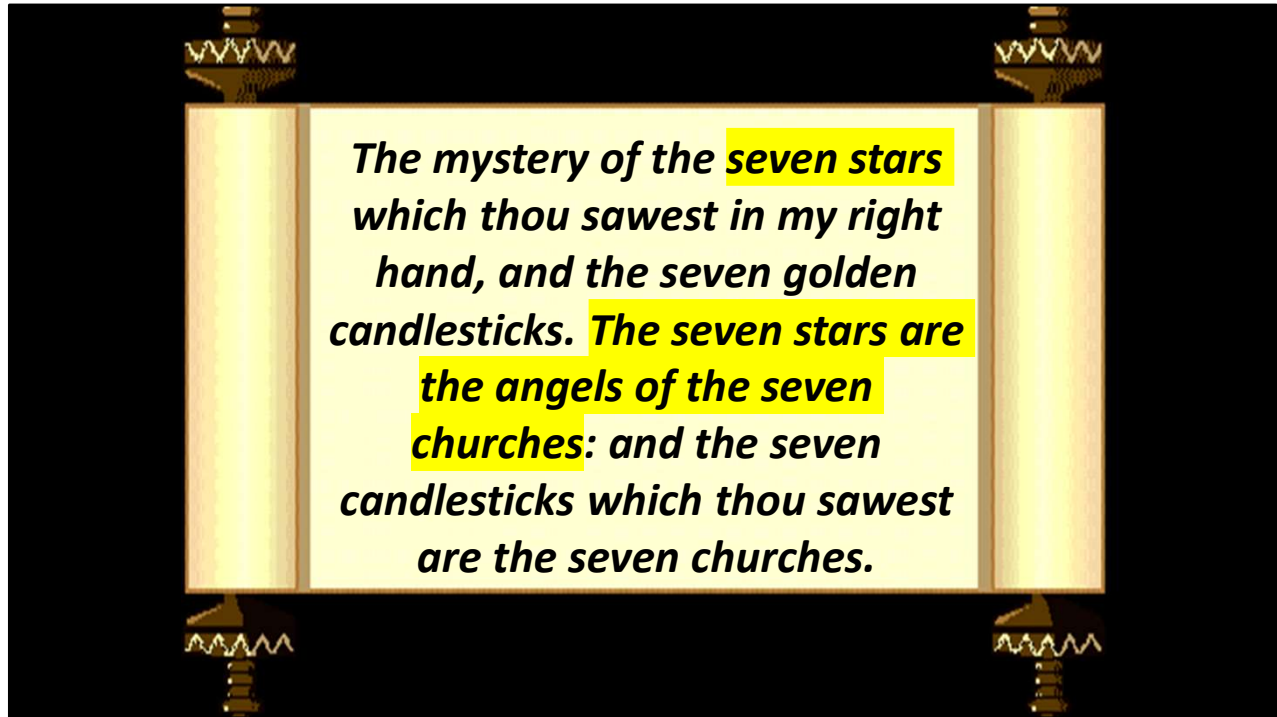 The mystery of the seven stars
which thou sawest in my right
hand, and the seven golden
candlesticks. The seven stars are
the angels of the seven
churches: and the seven
candlesticks which thou sawest
are the seven churches.